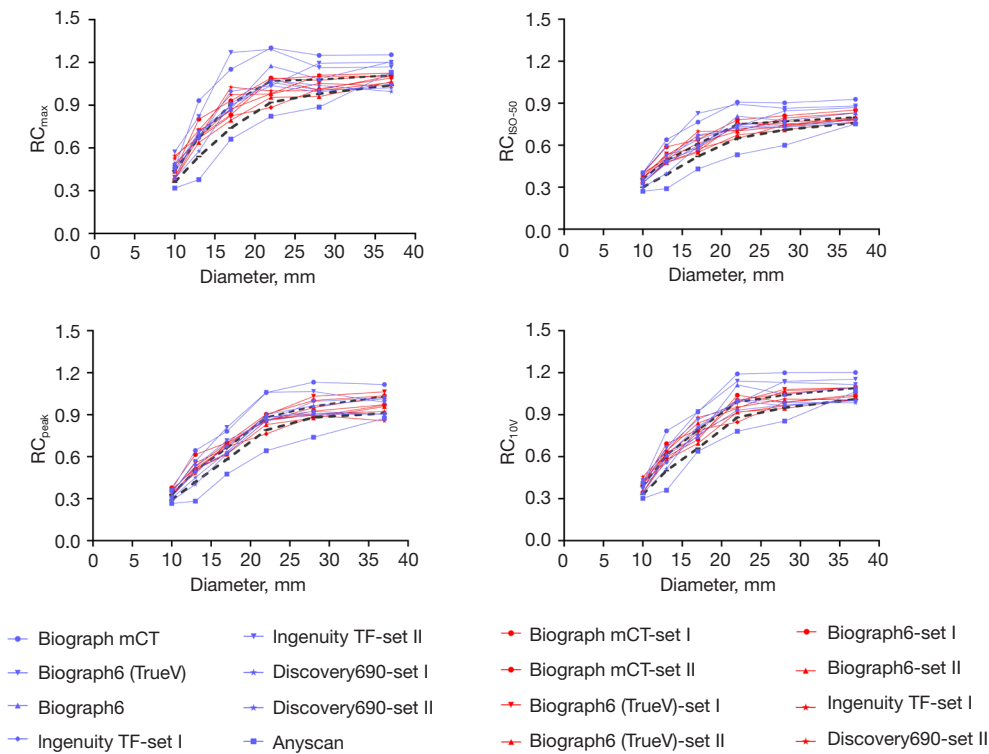 1.5
1.2
0.9
0.6
0.3
0.0
RCmax
0 5 10 15 20 25 30 35 40
Diameter, mm
1.5
1.2
0.9
0.6
0.3
0.0
RCISO-50
0 5 10 15 20 25 30 35 40
Diameter, mm
1.5
1.2
0.9
0.6
0.3
0.0
RCpeak
0 5 10 15 20 25 30 35 40
Diameter, mm
1.5
1.2
0.9
0.6
0.3
0.0
RC10V
0 5 10 15 20 25 30 35 40
Diameter, mm
Biograph mCT
Biograph6 (TrueV)
Biograph6
Ingenuity TF-set I
Ingenuity TF-set II
Discovery690-set I
Discovery690-set II
Anyscan
Biograph mCT-set I
Biograph mCT-set II
Biograph6 (TrueV)-set I
Biograph6 (TrueV)-set II
Biograph6-set I
Biograph6-set II
Ingenuity TF-set I
Discovery690-set II